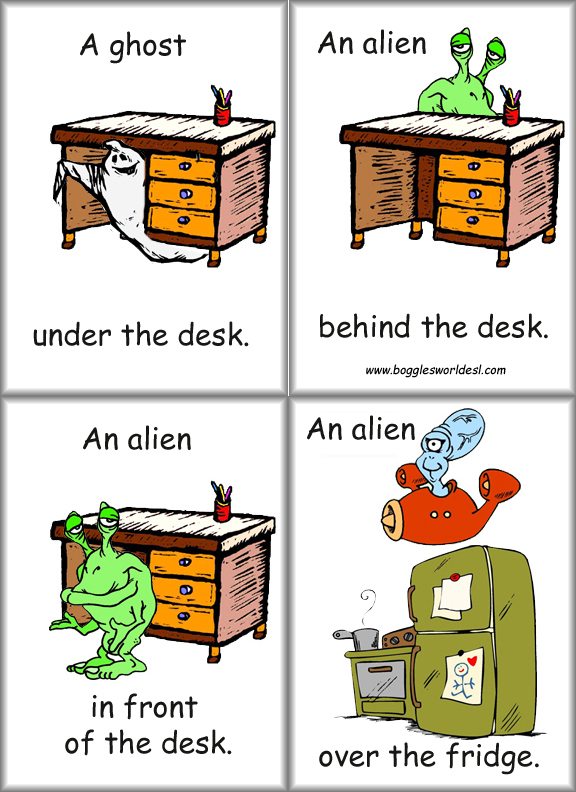 A ghost
under the desk.
An alien
behind the desk.
www.bogglesworldesl.com
An alien
in front
of the desk.
An alien
over the fridge.